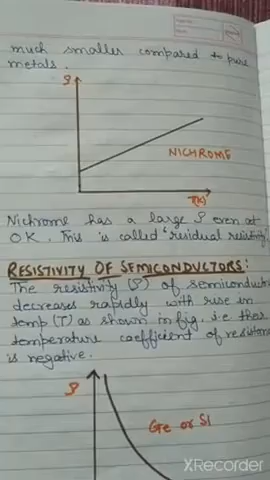 much smaller compared to pure
metals.
ρ
NICHROME
T(K)
Nichrome has a large ρ even at
0K. This is called 'residual resistivity
RESISTIVITY OF SEMICONDUCTORS:
The resistivity (ρ) of semiconductor
decreases rapidly with rise in
temp (T) as shown in fig. i.e their
temperature coefficient of resistance
is negative.
ρ
Ge or Si
XRecorder